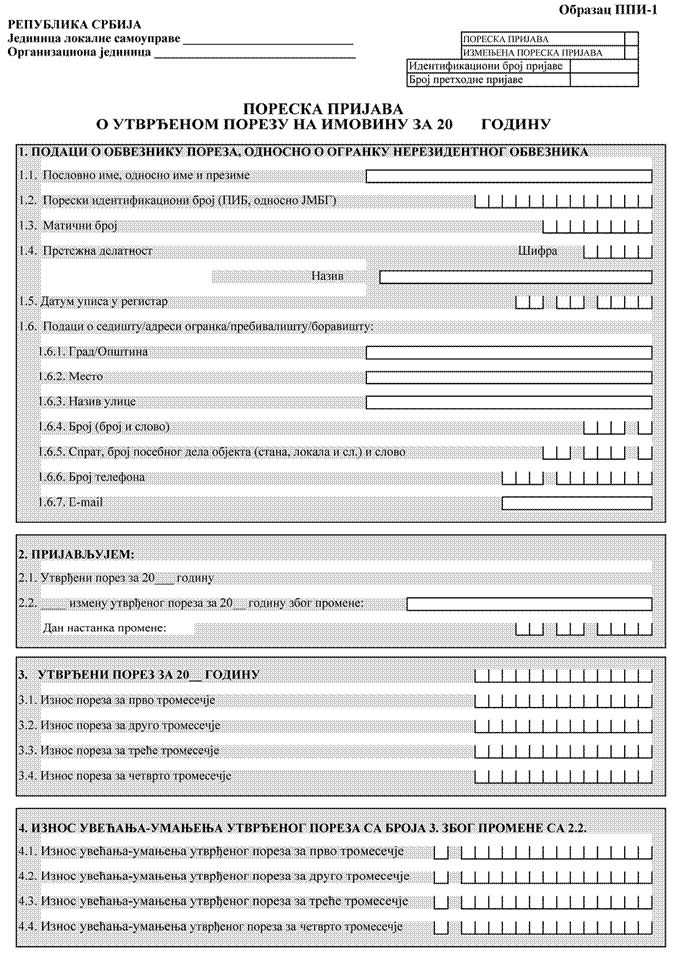 Образац ППИ-1
РЕПУБЛИКА СРБИЈА
Јединица локалне самоуправе
Организациона јединица
ПОРЕСКА ПРИЈАВА
ИЗМЕЊЕНА ПОРЕСКА ПРИЈАВА
Идентификациони број пријаве
Број претходне пријаве
ПОРЕСКА ПРИЈАВА
О УТВРЂЕНОМ ПОРЕЗУ НА ИМОВИНУ ЗА 20 ГОДИНУ
1. ПОДАЦИ О ОБВЕЗНИКУ ПОРЕЗА, ОДНОСНО О ОГРАНКУ НЕРЕЗИДЕНТНОГ ОБВЕЗНИКА
1.1. Пословно име, односно име и презиме
1.2. Порески идентификациони број (ПИБ, односно ЈМБГ)
1.3. Матични број
1.4. Претежна делатност Шифра
Назив
1.5. Датум уписа у регистар
1.6. Подаци о седишту/адреси огранка/пребивалишту/боравишту:
1.6.1. Град/Општина
1.6.2. Место
1.6.3. Назив улице
1.6.4. Број (број и слово)
1.6.5. Спрат, број посебног дела објекта (стана, локала и сл.) и слово
1.6.6. Број телефона
1.6.7. E-mail
2. ПРИЈАВЉУЈЕМ:
2.1. Утврђени порез за 20___ годину
2.2. ____ измену утврђеног пореза за 20__ годину због промене:
Дан настанка промене:
3. УТВРЂЕНИ ПОРЕЗ ЗА 20__ ГОДИНУ
3.1. Износ пореза за прво тромесечје
3.2. Износ пореза за друго тромесечје
3.3. Износ пореза за треће тромесечје
3.4. Износ пореза за четврто тромесечје
4. ИЗНОС УВЕЋАЊА-УМАЊЕЊА УТВРЂЕНОГ ПОРЕЗА СА БРОЈА 3. ЗБОГ ПРОМЕНЕ СА 2.2.
4.1. Износ увећања-умањења утврђеног пореза за прво тромесечје
4.2. Износ увећања-умањења утврђеног пореза за друго тромесечје
4.3. Износ увећања-умањења утврђеног пореза за треће тромесечје
4.4. Износ увећања-умањења утврђеног пореза за четврто тромесечје